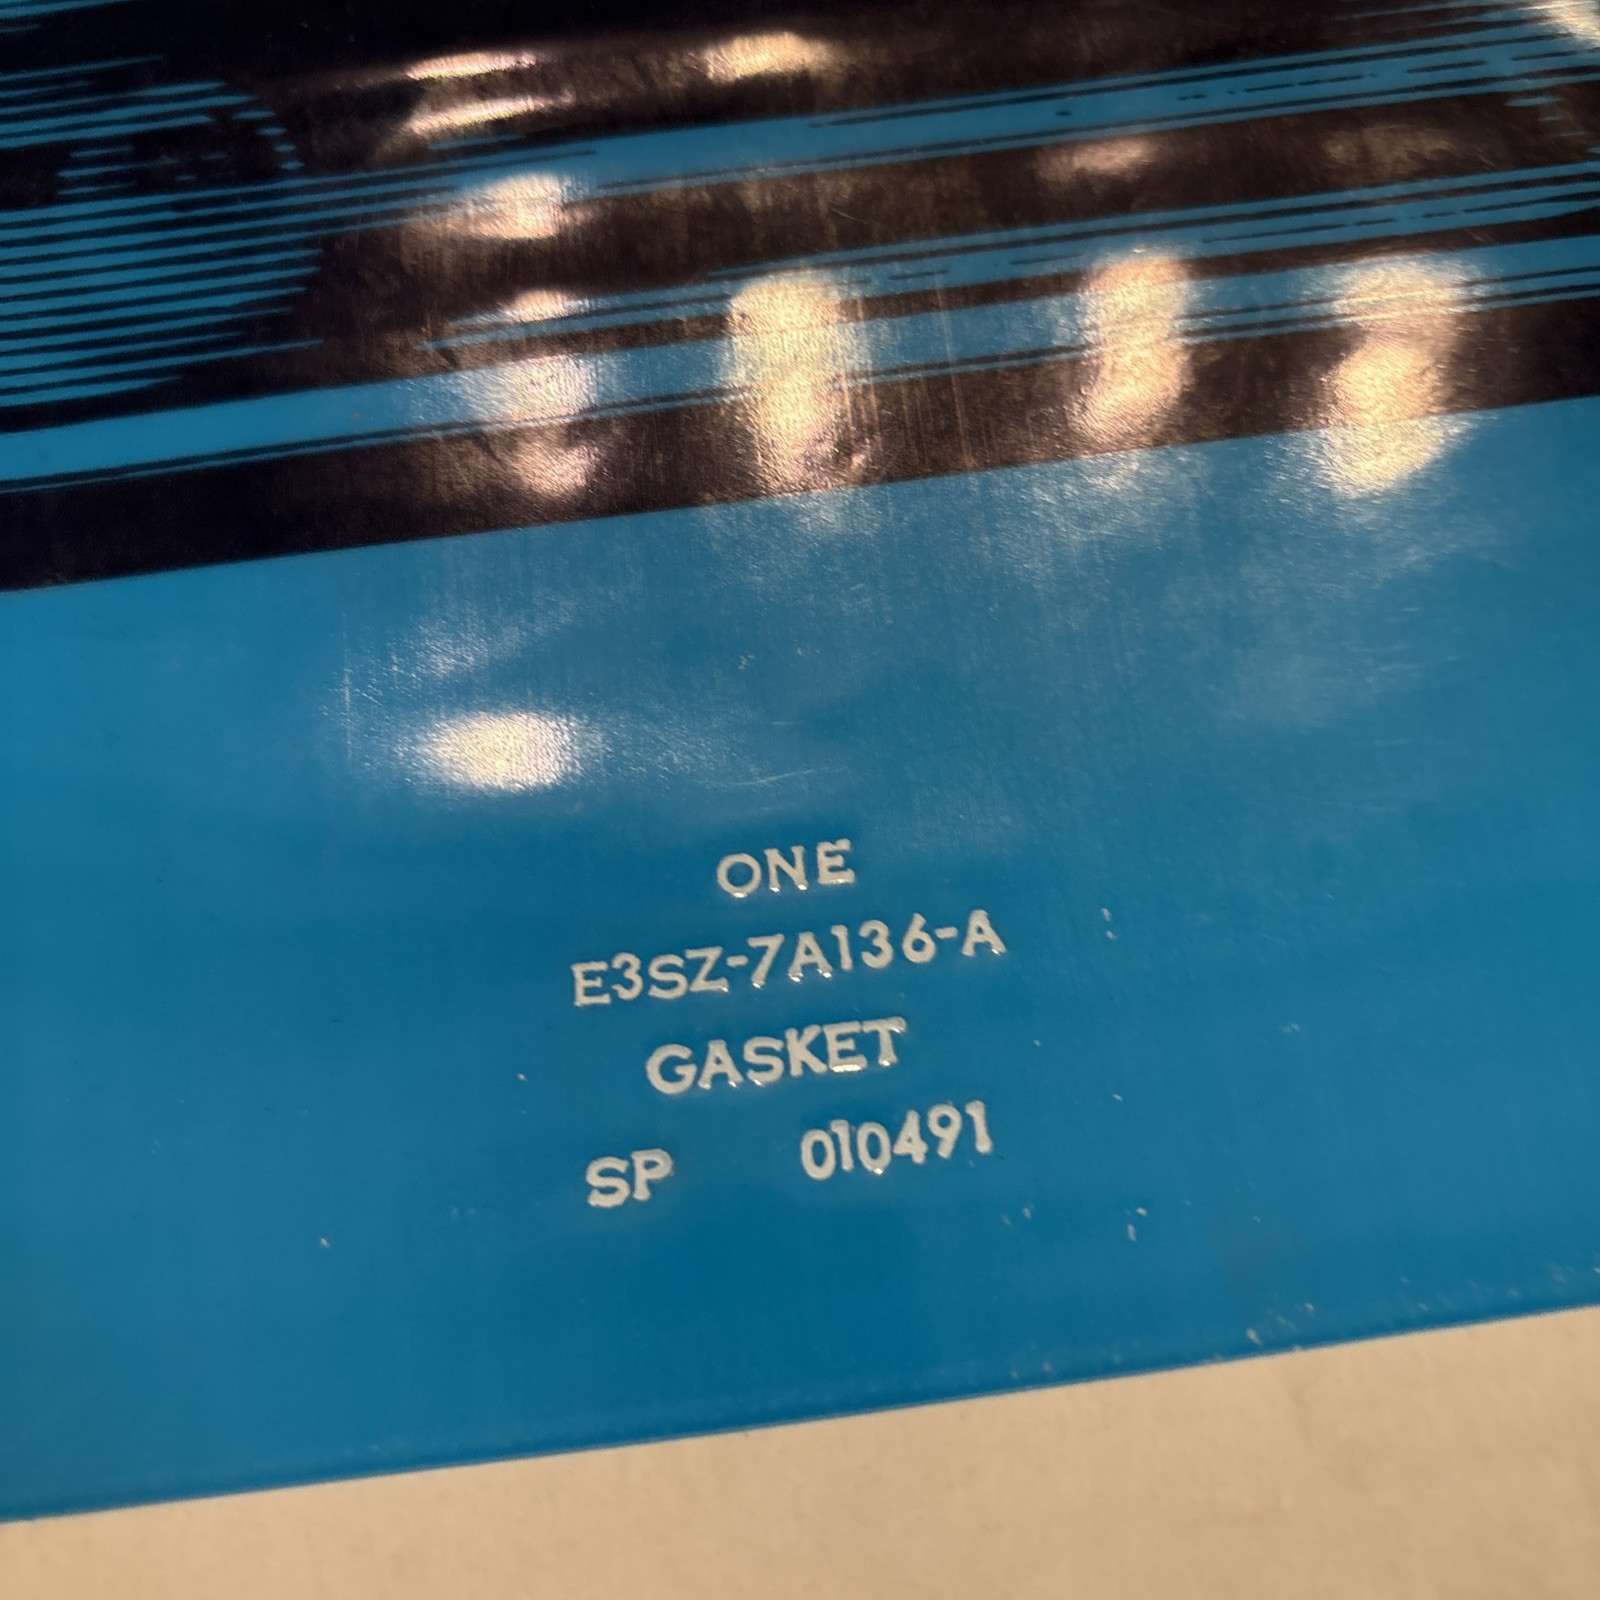 ONE
E3SZ-7A136-A
GASKET
SP 010491